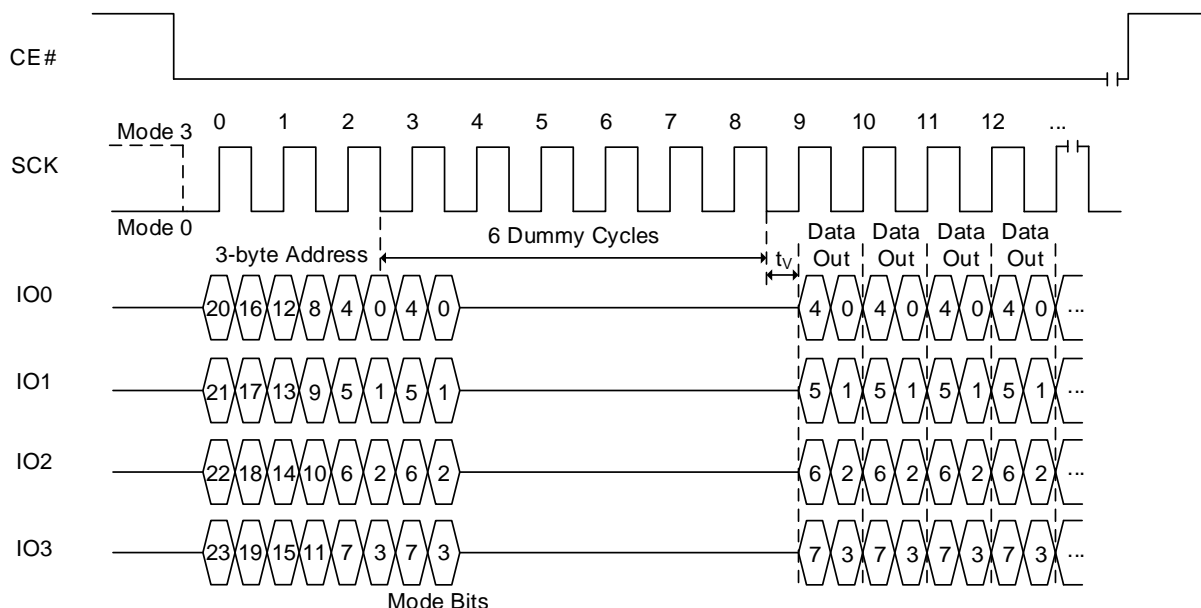 CE#
0 1 2 3 4 5 6 7 8 9 10 11 12 ...
Mode 3
SCK
Mode 0
3-byte Address
6 Dummy Cycles
tV
Data Out Data Out Data Out Data Out
IO0 20 16 12 8 4 0 4 0 4 0 4 0 4 0 4 0 ...
IO1 21 17 13 9 5 1 5 1 5 1 5 1 5 1 5 1 ...
IO2 22 18 14 10 6 2 6 2 6 2 6 2 6 2 6 2 ...
IO3 23 19 15 11 7 3 7 3 7 3 7 3 7 3 7 3 ...
Mode Bits